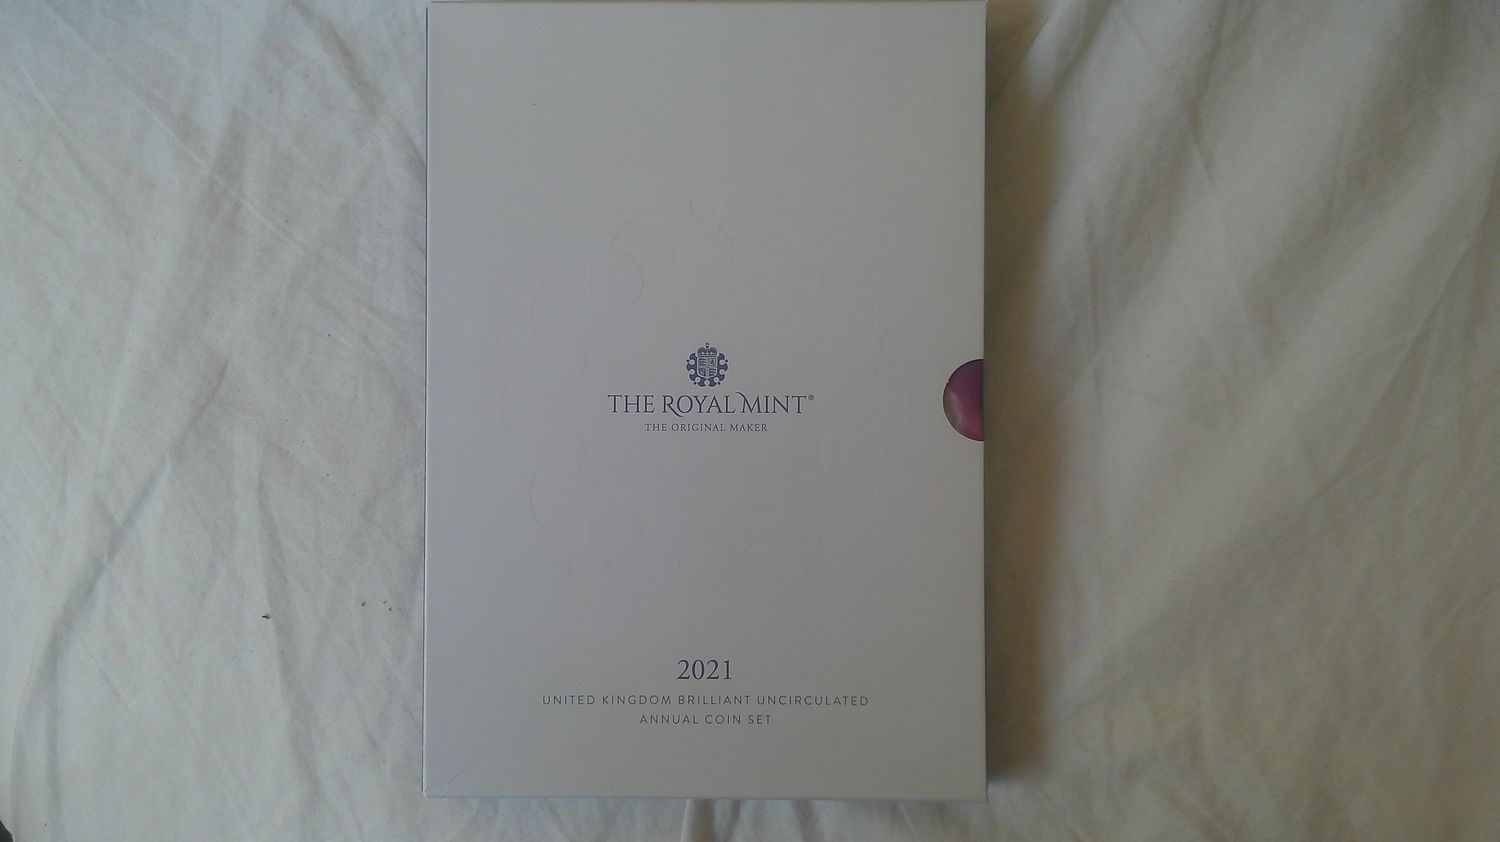 THE ROYAL MINT®
THE ORIGINAL MAKER
2021
UNITED KINGDOM BRILLIANT UNCIRCULATED
ANNUAL COIN SET